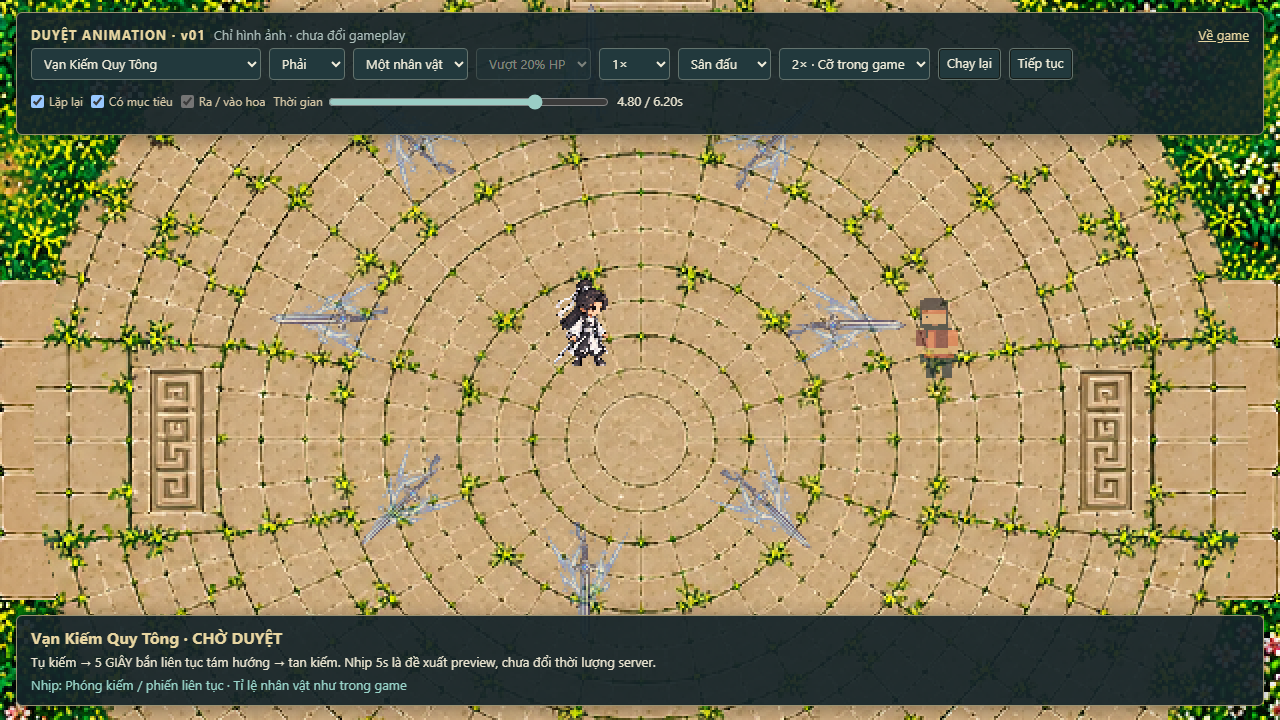 DUYỆT ANIMATION · v01 Chỉ hình ảnh · chưa đổi gameplay Về game
Vạn Kiếm Quy Tông Phải Một nhân vật Vượt 20% HP 1× Sân đấu 2× · Cỡ trong game Chạy lại Tiếp tục
Lặp lại Có mục tiêu Ra / vào hoa Thời gian 4.80 / 6.20s
Vạn Kiếm Quy Tông · CHỜ DUYỆT
Tụ kiếm → 5 GIÂY bắn liên tục tám hướng → tan kiếm. Nhịp 5s là đề xuất preview, chưa đổi thời lượng server.
Nhịp: Phóng kiếm / phiến liên tục · Tỉ lệ nhân vật như trong game